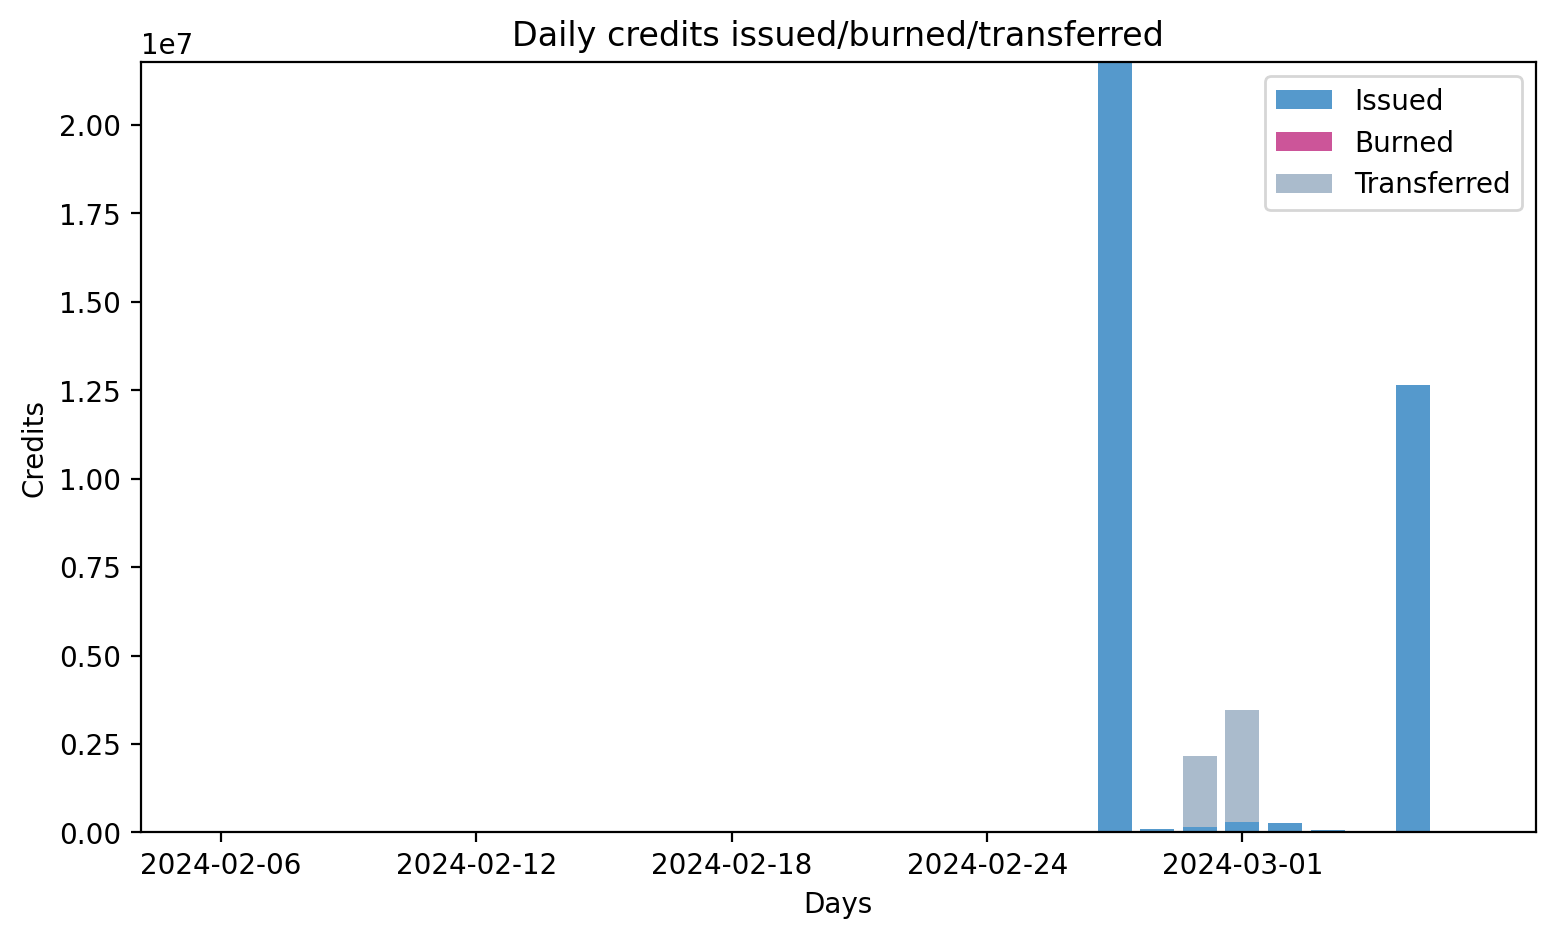 Daily credits issued/burned/transferred
1e7
2.00
1.75
1.50
1.25
1.00
0.75
0.50
0.25
0.00
Credits
Issued
Burned
Transferred
2024-02-06 2024-02-12 2024-02-18 2024-02-24 2024-03-01
Days